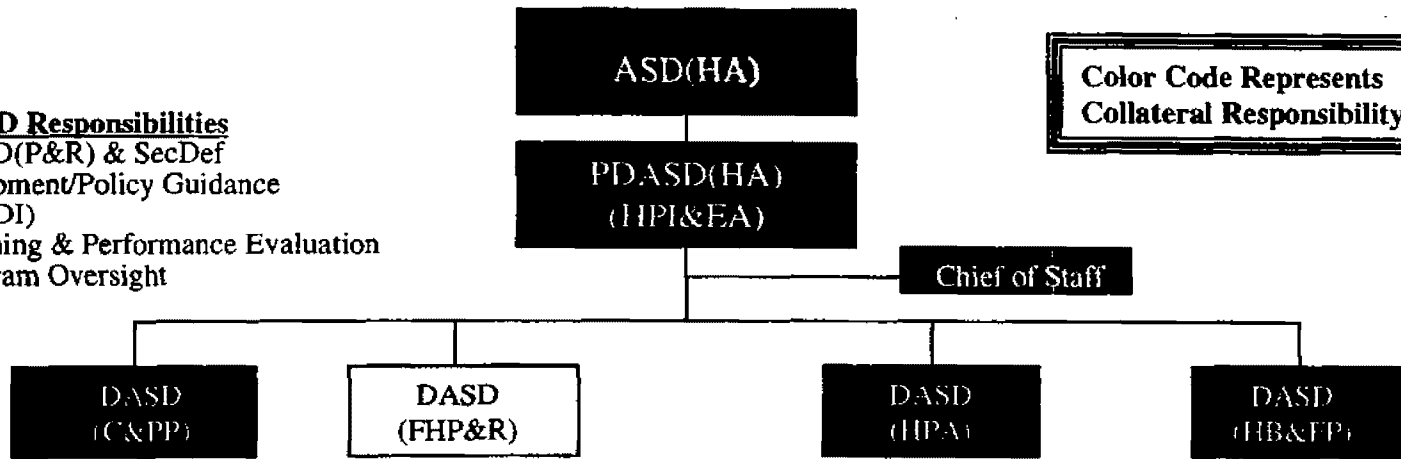 ASD(HA)
Color Code Represents
Collateral Responsibility
D Responsibilities
D(P&R) & SecDef
oment/Policy Guidance
DI)
ning & Performance Evaluation
ram Oversight
PDASD(HA)
(HPI&EA)
Chief of Staff
DASD
(C&PP)
DASD
(FHP&R)
DASD
(HPA)
DASD
(HB&FP)